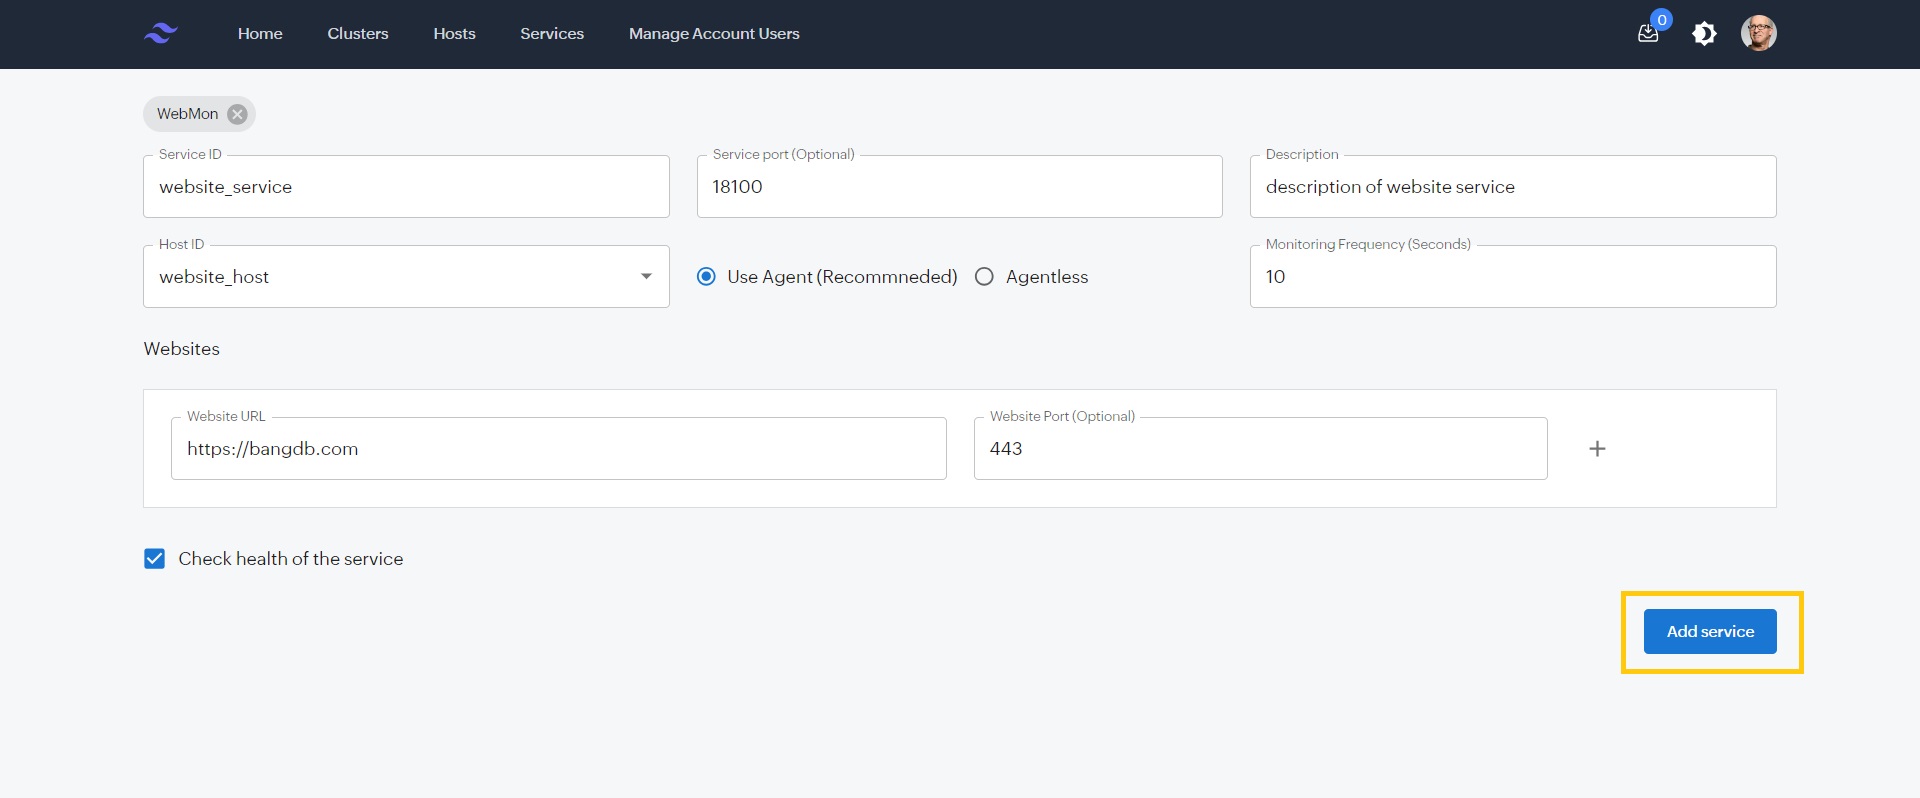 Home Clusters Hosts Services Manage Account Users 0
WebMon
Service ID Service port (Optional) Description
website_service 18100 description of website service
Host ID Monitoring Frequency (Seconds)
website_host Use Agent (Recommneded) Agentless 10
Websites
Website URL Website Port (Optional)
https://bangdb.com 443 +
Check health of the service
Add service